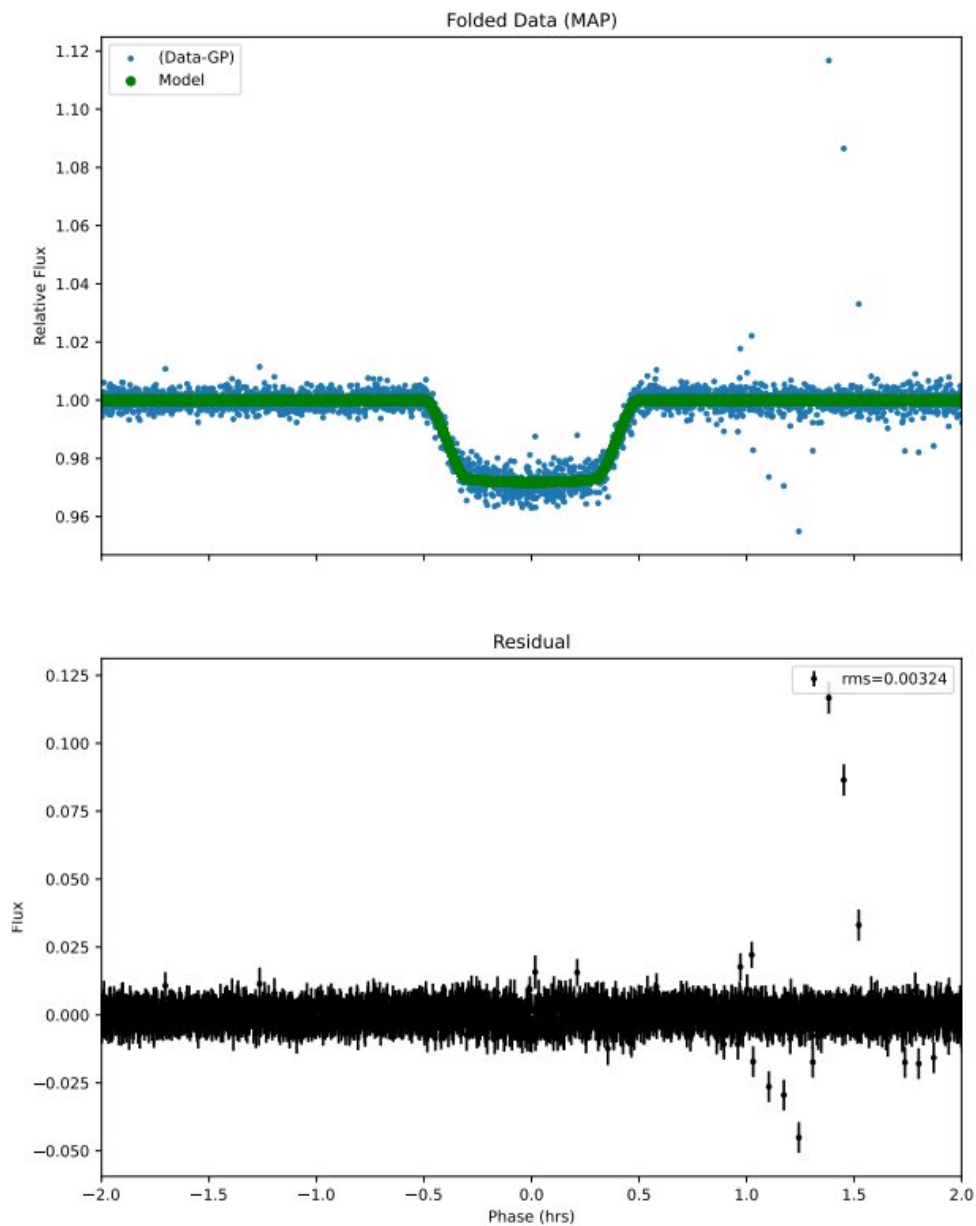 Folded Data (MAP)
(Data-GP)
Model
1.12
1.10
1.08
1.06
1.04
1.02
1.00
0.98
0.96
Relative Flux
Residual
rms=0.00324
0.125
0.100
0.075
0.050
0.025
0.000
−0.025
−0.050
Flux
−2.0 −1.5 −1.0 −0.5 0.0 0.5 1.0 1.5 2.0
Phase (hrs)